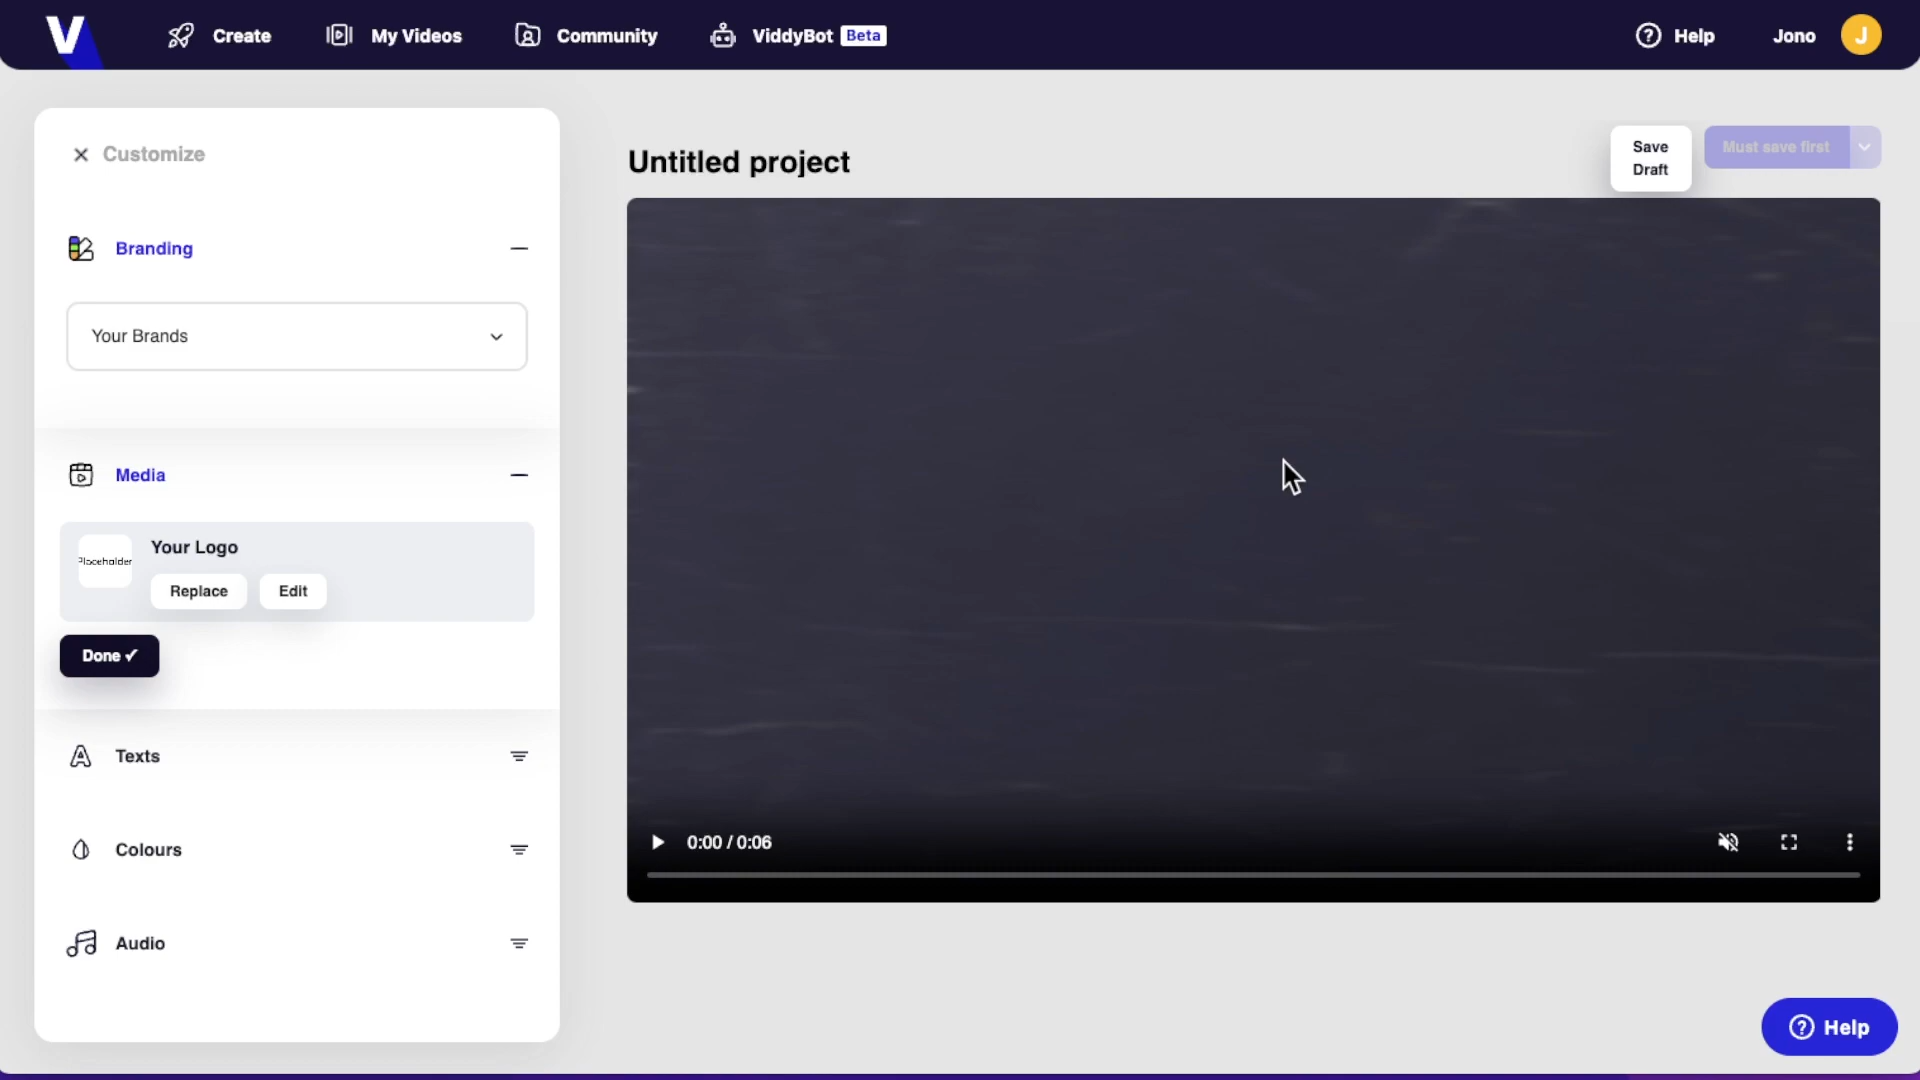 V
Create
My Videos
Community
ViddyBot Beta
Help
Jono
J
Customize
Branding
Your Brands
Media
Placeholder
Your Logo
Replace
Edit
Done ✓
Texts
Colours
Audio
Untitled project
Save
Draft
Must save first
0:00 / 0:06
Help